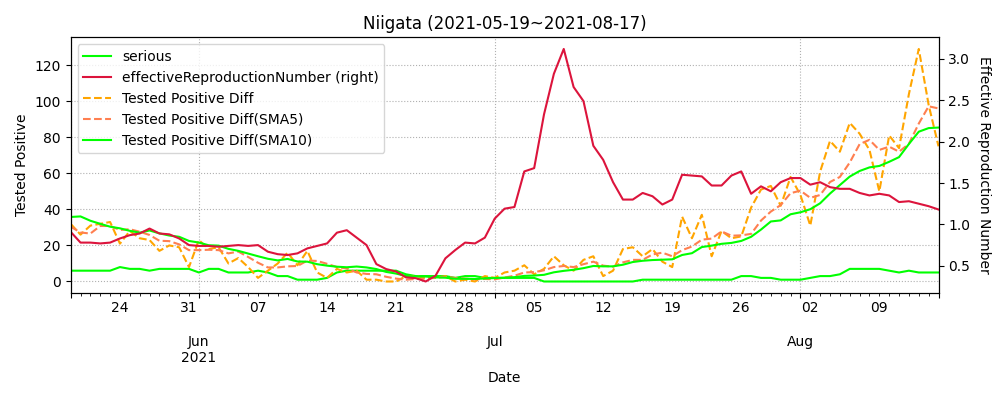 Niigata (2021-05-19~2021-08-17)
serious
effectiveReproductionNumber (right)
Tested Positive Diff
Tested Positive Diff(SMA5)
Tested Positive Diff(SMA10)
Tested Positive
0
20
40
60
80
100
120
Effective Reproduction Number
0.5
1.0
1.5
2.0
2.5
3.0
24 31 07 14 21 28 05 12 19 26 02 09
Jun Jul Aug
2021
Date